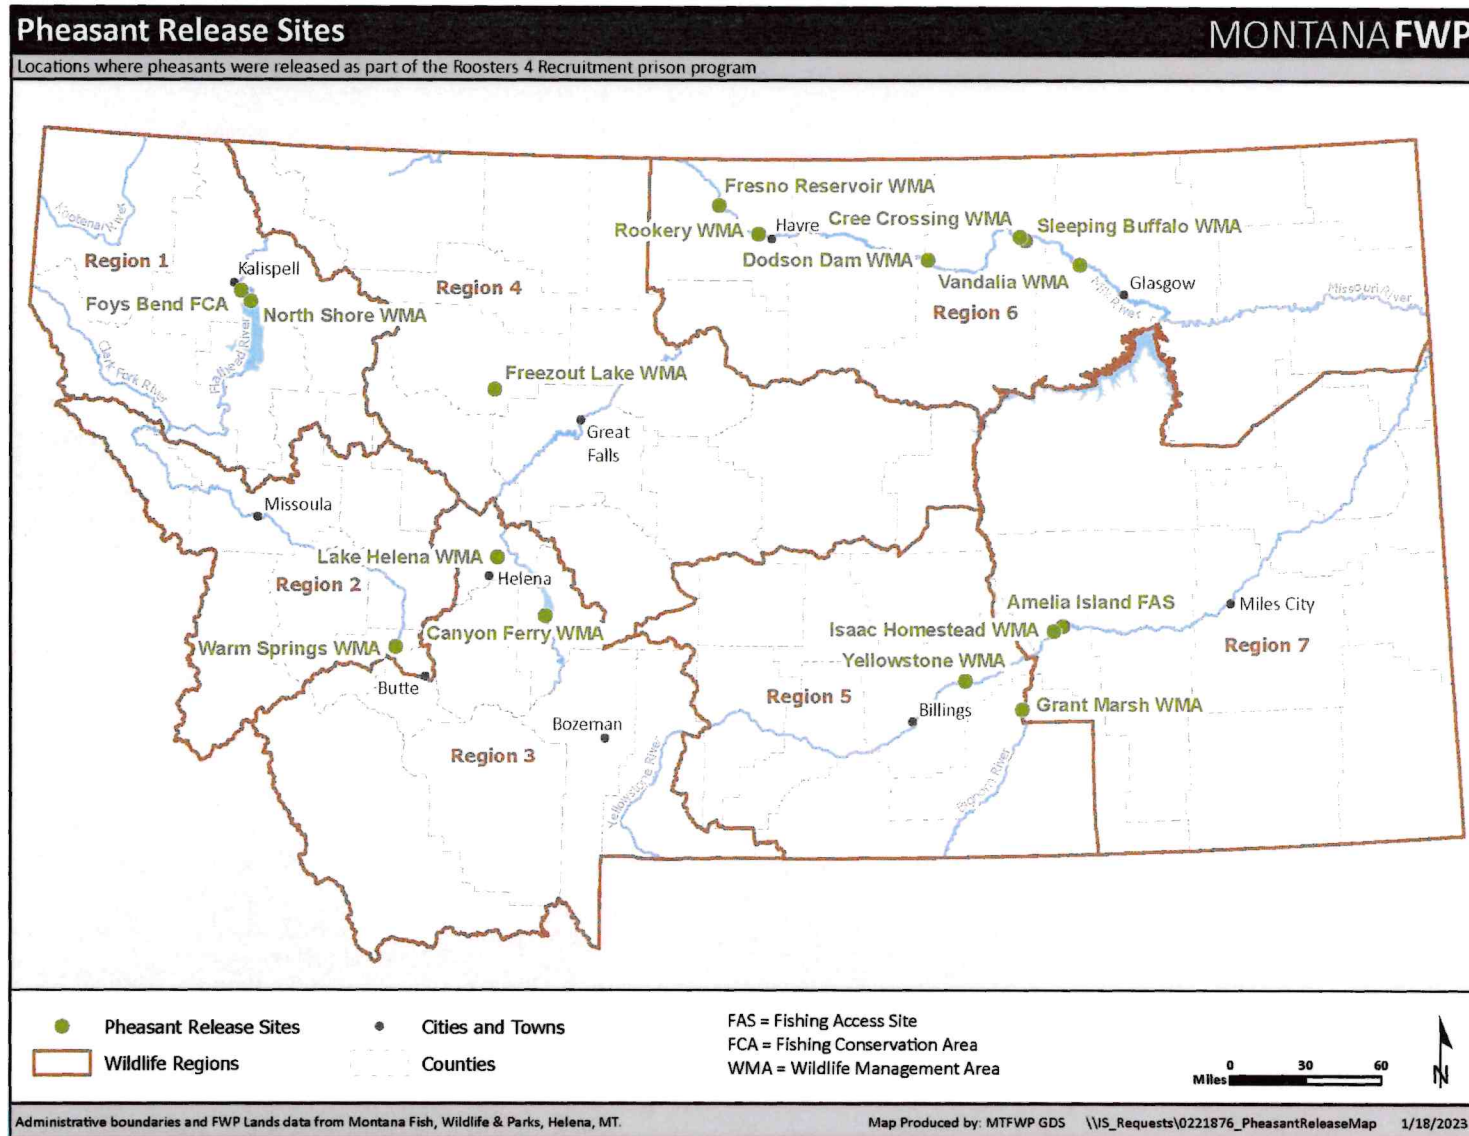 Pheasant Release Sites
MONTANA FWP
Locations where pheasants were released as part of the Roosters 4 Recruitment prison program
Fresno Reservoir WMA
Rookery WMA
Havre
Cree Crossing WMA
Sleeping Buffalo WMA
Dodson Dam WMA
Vandalia WMA
Glasgow
Milk River
Missouri River
Region 6
Kootenai River
Region 1
Kalispell
Foys Bend FCA
North Shore WMA
Flathead River
Clark Fork River
Region 4
Freezout Lake WMA
Great
Falls
Missoula
Lake Helena WMA
Helena
Region 2
Canyon Ferry WMA
Warm Springs WMA
Butte
Bozeman
Region 3
Yellowstone River
Amelia Island FAS
Isaac Homestead WMA
Yellowstone WMA
Miles City
Region 7
Region 5
Billings
Grant Marsh WMA
Bighorn River
Pheasant Release Sites
Cities and Towns
Wildlife Regions
Counties
FAS = Fishing Access Site
FCA = Fishing Conservation Area
WMA = Wildlife Management Area
0 30 60
Miles
N
Administrative boundaries and FWP Lands data from Montana Fish, Wildlife & Parks, Helena, MT.
Map Produced by: MTFWP GDS \\IS_Requests\0221876_PheasantReleaseMap 1/18/2023